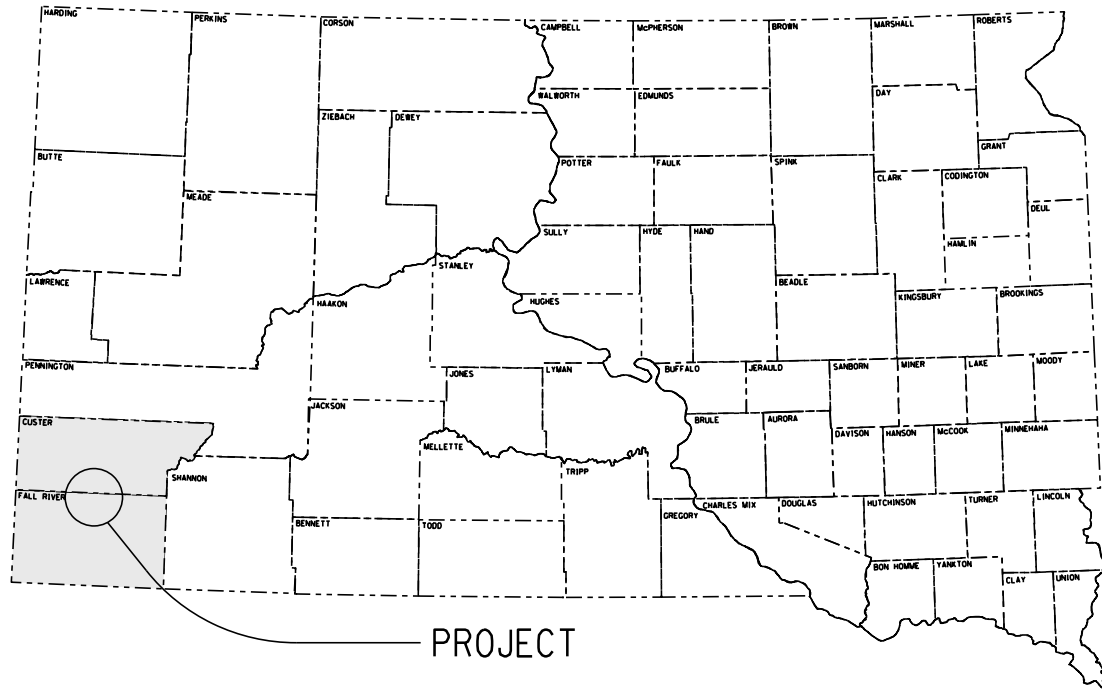 HARDING
PERKINS
CORSON
CAMPBELL
McPHERSON
BROWN
MARSHALL
ROBERTS
WALWORTH
EDMUNDS
DAY
ZIEBACH
DEWEY
GRANT
BUTTE
POTTER
FAULK
SPINK
CLARK
CODINGTON
MEADE
DEUL
SULLY
HYDE
HAND
HAMLIN
STANLEY
LAWRENCE
BEADLE
HAAKON
HUGHES
KINGSBURY
BROOKINGS
PENNINGTON
JONES
LYMAN
BUFFALO
JERAULD
SANBORN
MINER
LAKE
MOODY
JACKSON
CUSTER
BRULE
AURORA
DAVISON
HANSON
McCOOK
MINNEHAHA
MELLETTE
SHANNON
TRIPP
FALL RIVER
GREGORY
CHARLES MIX
DOUGLAS
HUTCHINSON
TURNER
LINCOLN
BENNETT
TODD
BON HOMME
YANKTON
CLAY
UNION
PROJECT